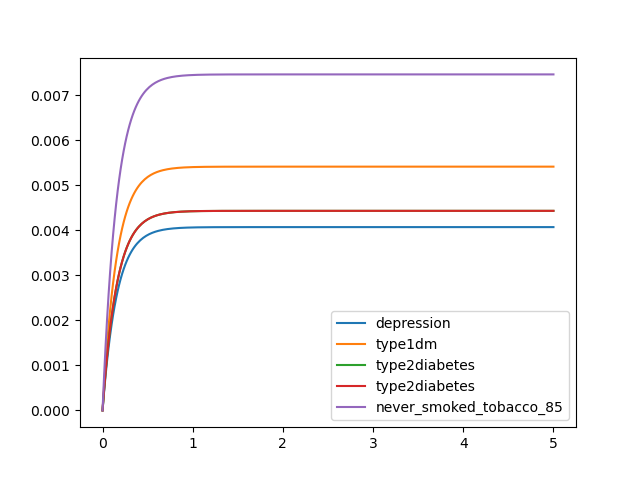 0.007
0.006
0.005
0.004
0.003
0.002
0.001
0.000
depression
type1dm
type2diabetes
type2diabetes
never_smoked_tobacco_85
0 1 2 3 4 5